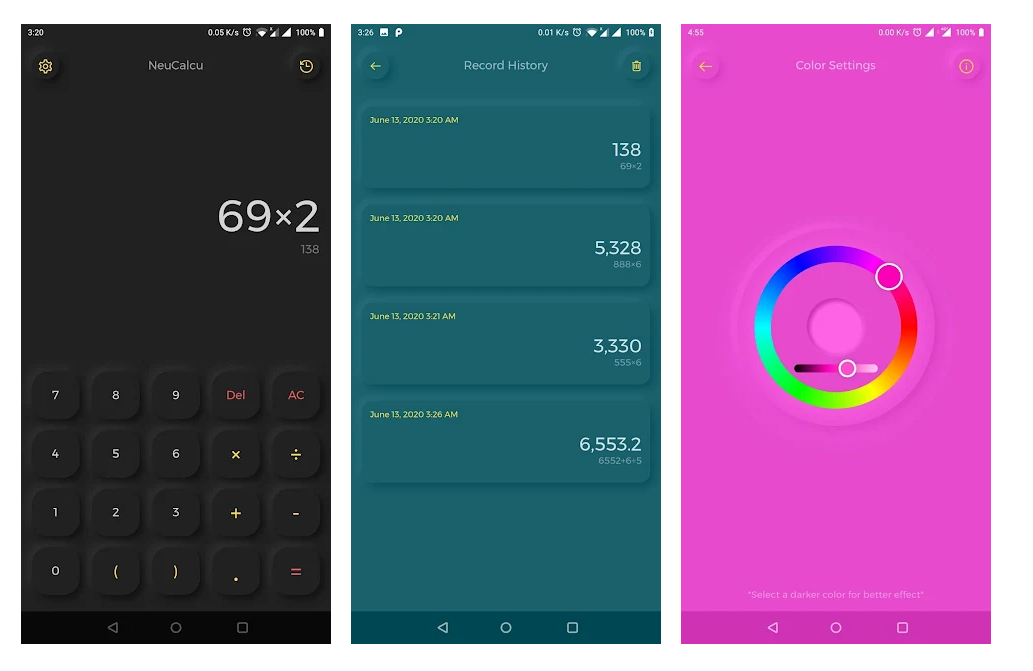 3:20
0.05 K/s
100%
NeuCalcu
69×2
138
7 8 9 Del AC
4 5 6 × ÷
1 2 3 + -
0 ( ) . =
3:26
0.01 K/s
100%
Record History
June 13, 2020 3:20 AM
138
69×2
June 13, 2020 3:20 AM
5,328
888×6
June 13, 2020 3:21 AM
3,330
555×6
June 13, 2020 3:26 AM
6,553.2
6552+6÷5
4:55
0.00 K/s
100%
Color Settings
"Select a darker color for better effect"